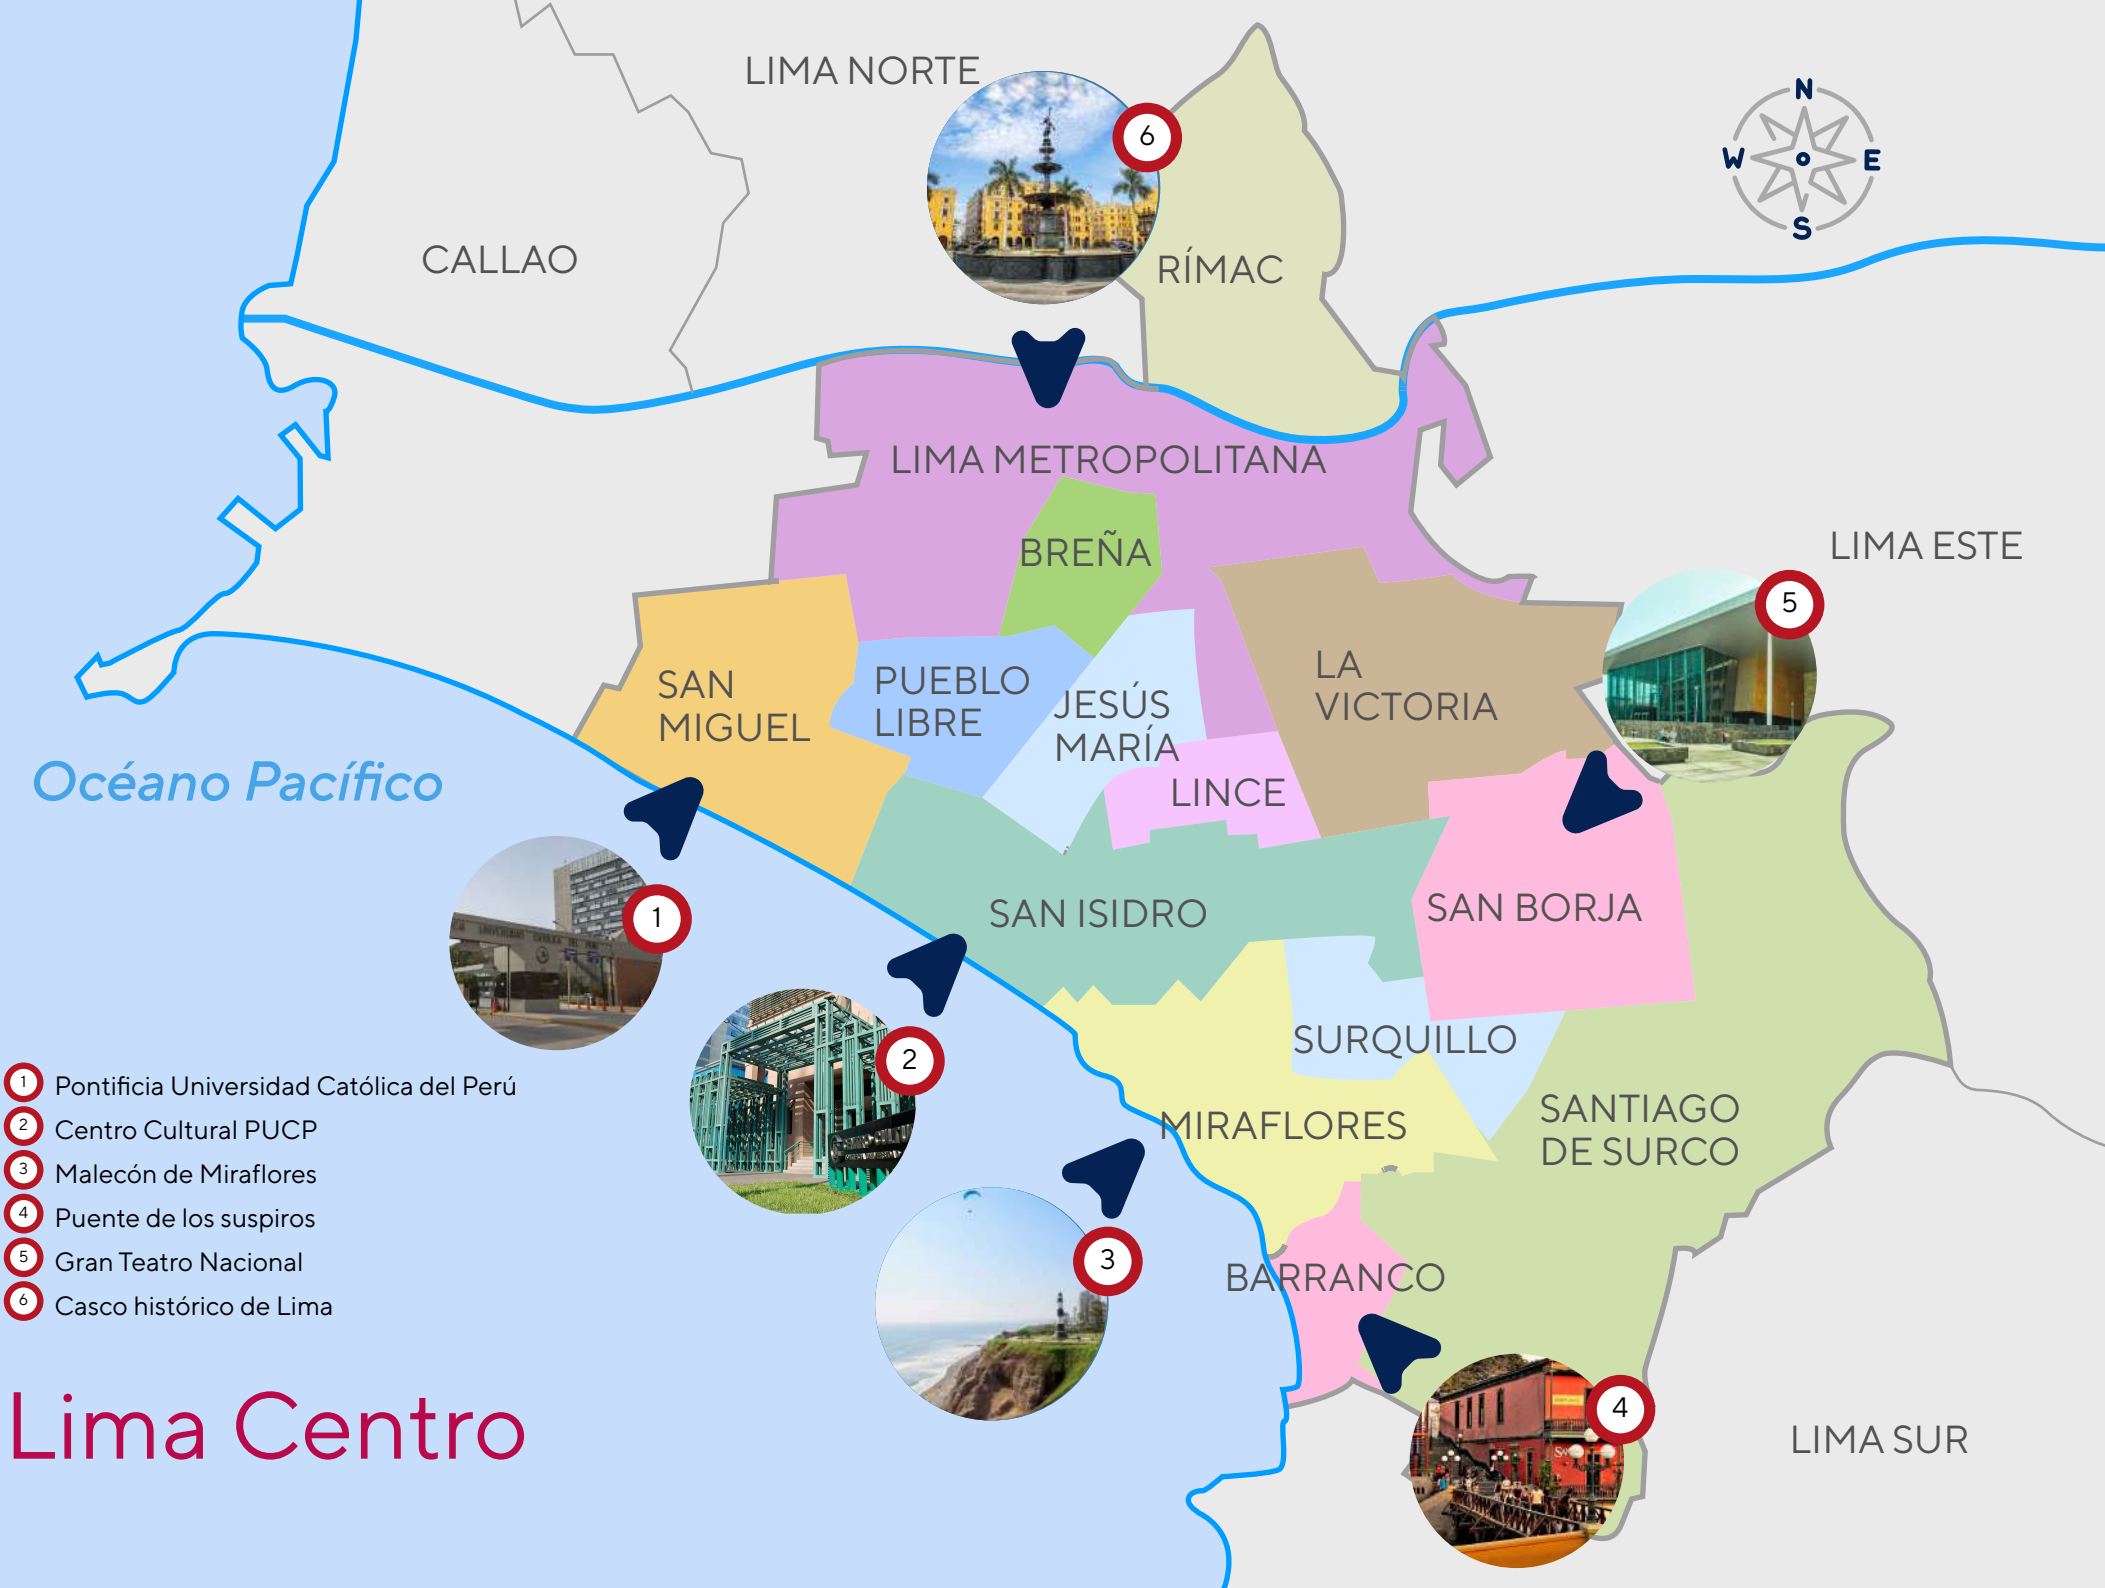 LIMA NORTE
6
N
W
E
S
CALLAO
RÍMAC
LIMA METROPOLITANA
BREÑA
LIMA ESTE
5
SAN
MIGUEL
PUEBLO
LIBRE
JESÚS
MARÍA
LA
VICTORIA
LINCE
Océano Pacífico
1
SAN ISIDRO
SAN BORJA
2
SURQUILLO
MIRAFLORES
SANTIAGO
DE SURCO
3
BARRANCO
4
LIMA SUR
1 Pontificia Universidad Católica del Perú
2 Centro Cultural PUCP
3 Malecón de Miraflores
4 Puente de los suspiros
5 Gran Teatro Nacional
6 Casco histórico de Lima
Lima Centro